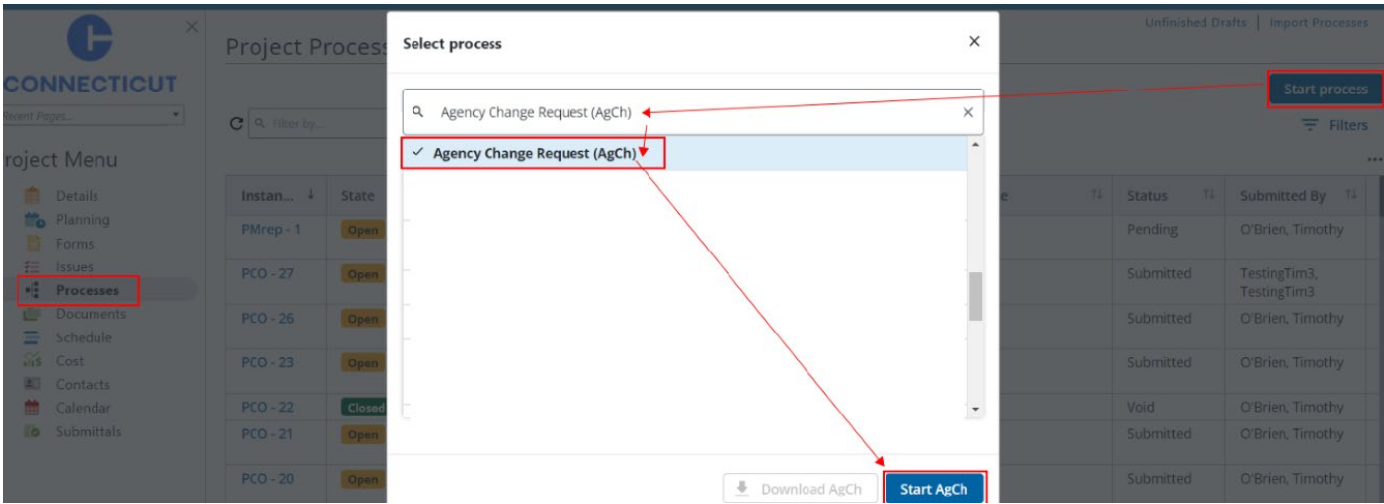 Unfinished Drafts | Import Processes
CONNECTICUT
Recent Pages...
Project Process
Select process
Start process
Filter by...
Agency Change Request (AgCh)
Filters
Agency Change Request (AgCh)
roject Menu
Details
Planning
Forms
Issues
Processes
Documents
Schedule
Cost
Contacts
Calendar
Submittals
Instan... State e Status Submitted By
PMrep - 1 Open Pending O'Brien, Timothy
PCO - 27 Open Submitted TestingTim3,
TestingTim3
PCO - 26 Open Submitted O'Brien, Timothy
PCO - 23 Open Submitted O'Brien, Timothy
PCO - 22 Closed Void O'Brien, Timothy
PCO - 21 Open Submitted O'Brien, Timothy
PCO - 20 Open Submitted O'Brien, Timothy
Download AgCh Start AgCh